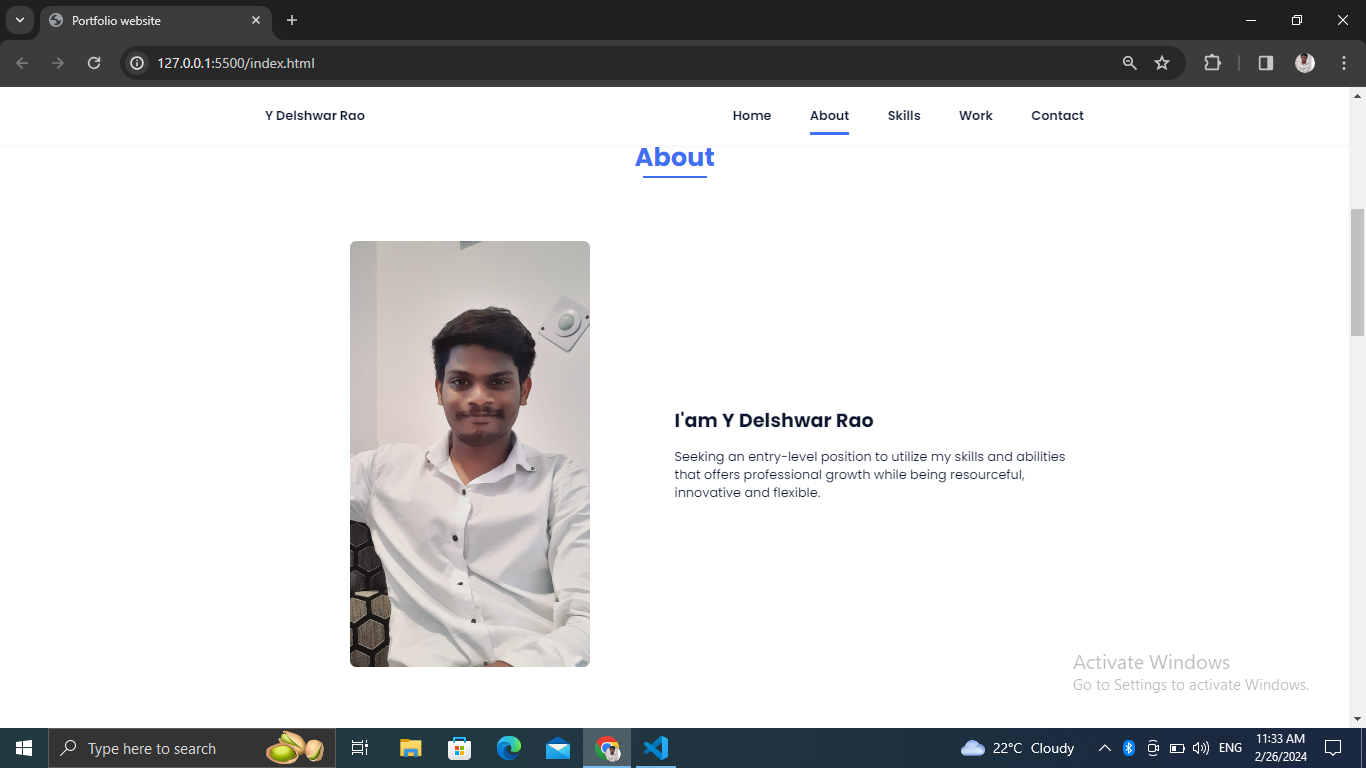 Portfolio website
127.0.0.1:5500/index.html
Y Delshwar Rao
Home
About
Skills
Work
Contact
About
I'am Y Delshwar Rao
Seeking an entry-level position to utilize my skills and abilities
that offers professional growth while being resourceful,
innovative and flexible.
Activate Windows
Go to Settings to activate Windows.
Type here to search
22°C Cloudy
ENG
11:33 AM
2/26/2024